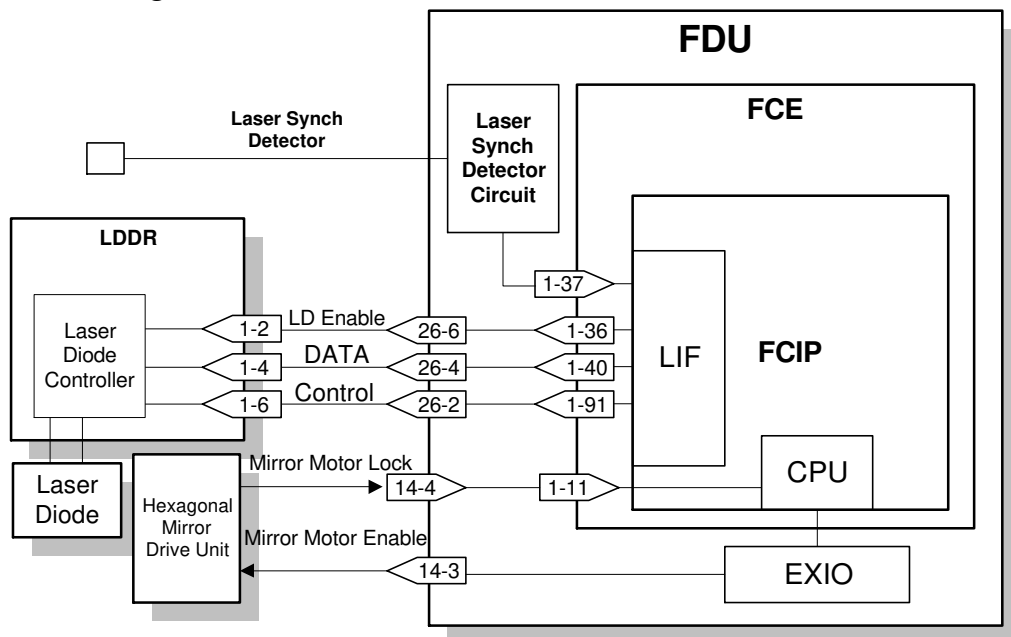 FDU
FCE
Laser Synch
Detector
Laser
Synch
Detector
Circuit
LDDR
1-37
Laser
Diode
Controller
1-2
LD Enable
26-6
1-36
1-4
DATA
26-4
1-40
1-6
Control
26-2
1-91
LIF
FCIP
Laser
Diode
Hexagonal
Mirror
Drive Unit
Mirror Motor Lock
14-4
1-11
CPU
Mirror Motor Enable
14-3
EXIO